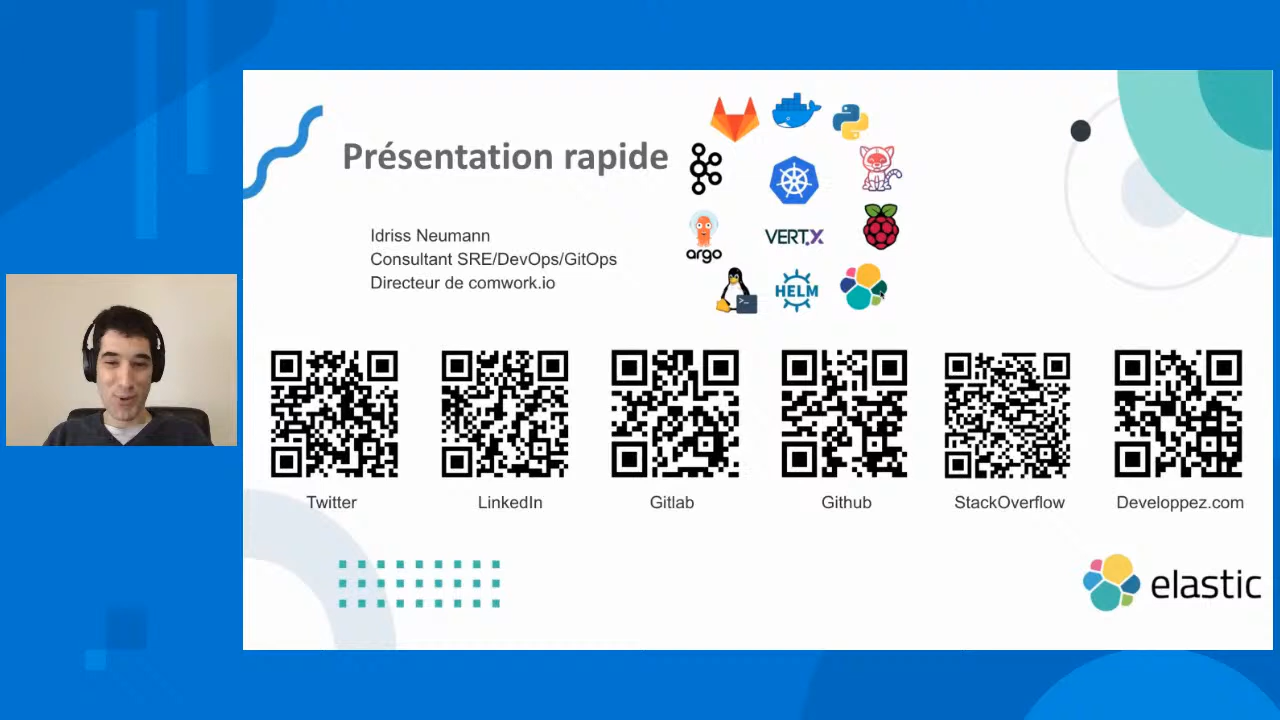 Présentation rapide
Idriss Neumann
Consultant SRE/DevOps/GitOps
Directeur de comwork.io
argo
VERT.X
HELM
>_
Twitter
LinkedIn
Gitlab
Github
StackOverflow
Developpez.com
elastic